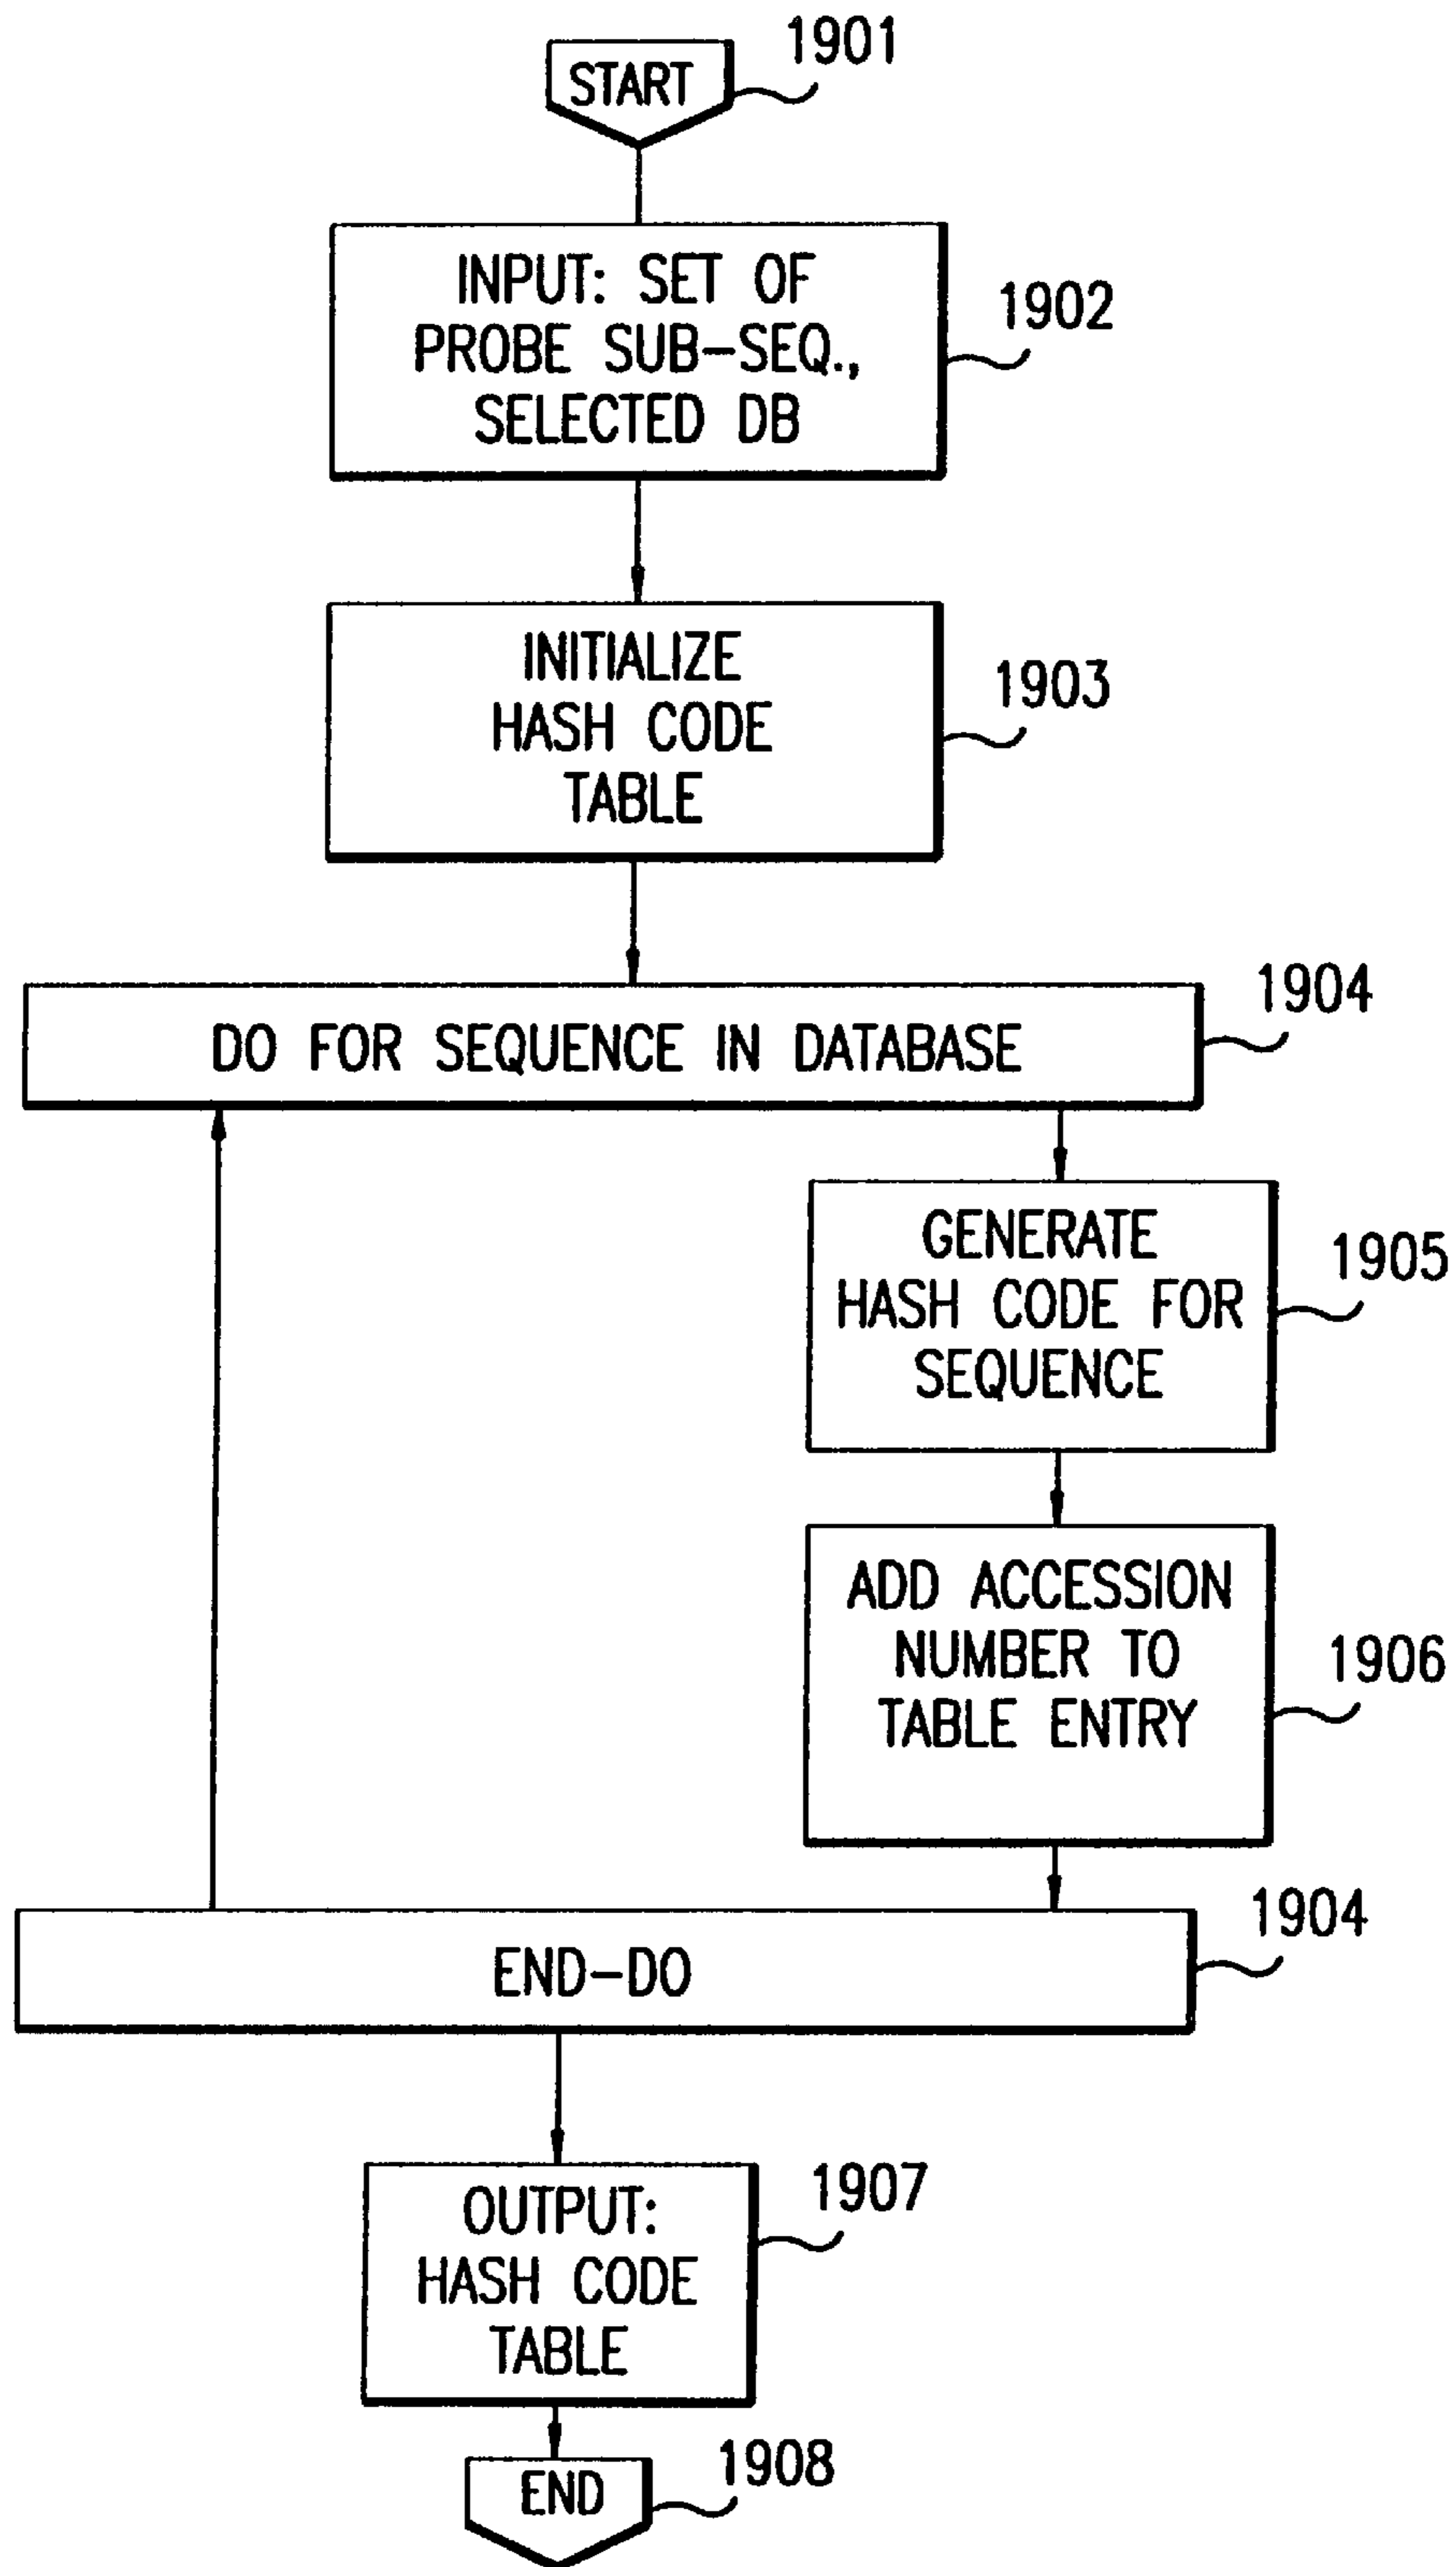 START
1901
INPUT: SET OF
PROBE SUB-SEQ.,
SELECTED DB
1902
INITIALIZE
HASH CODE
TABLE
1903
DO FOR SEQUENCE IN DATABASE
1904
GENERATE
HASH CODE FOR
SEQUENCE
1905
ADD ACCESSION
NUMBER TO
TABLE ENTRY
1906
END-DO
1904
OUTPUT:
HASH CODE
TABLE
1907
END
1908